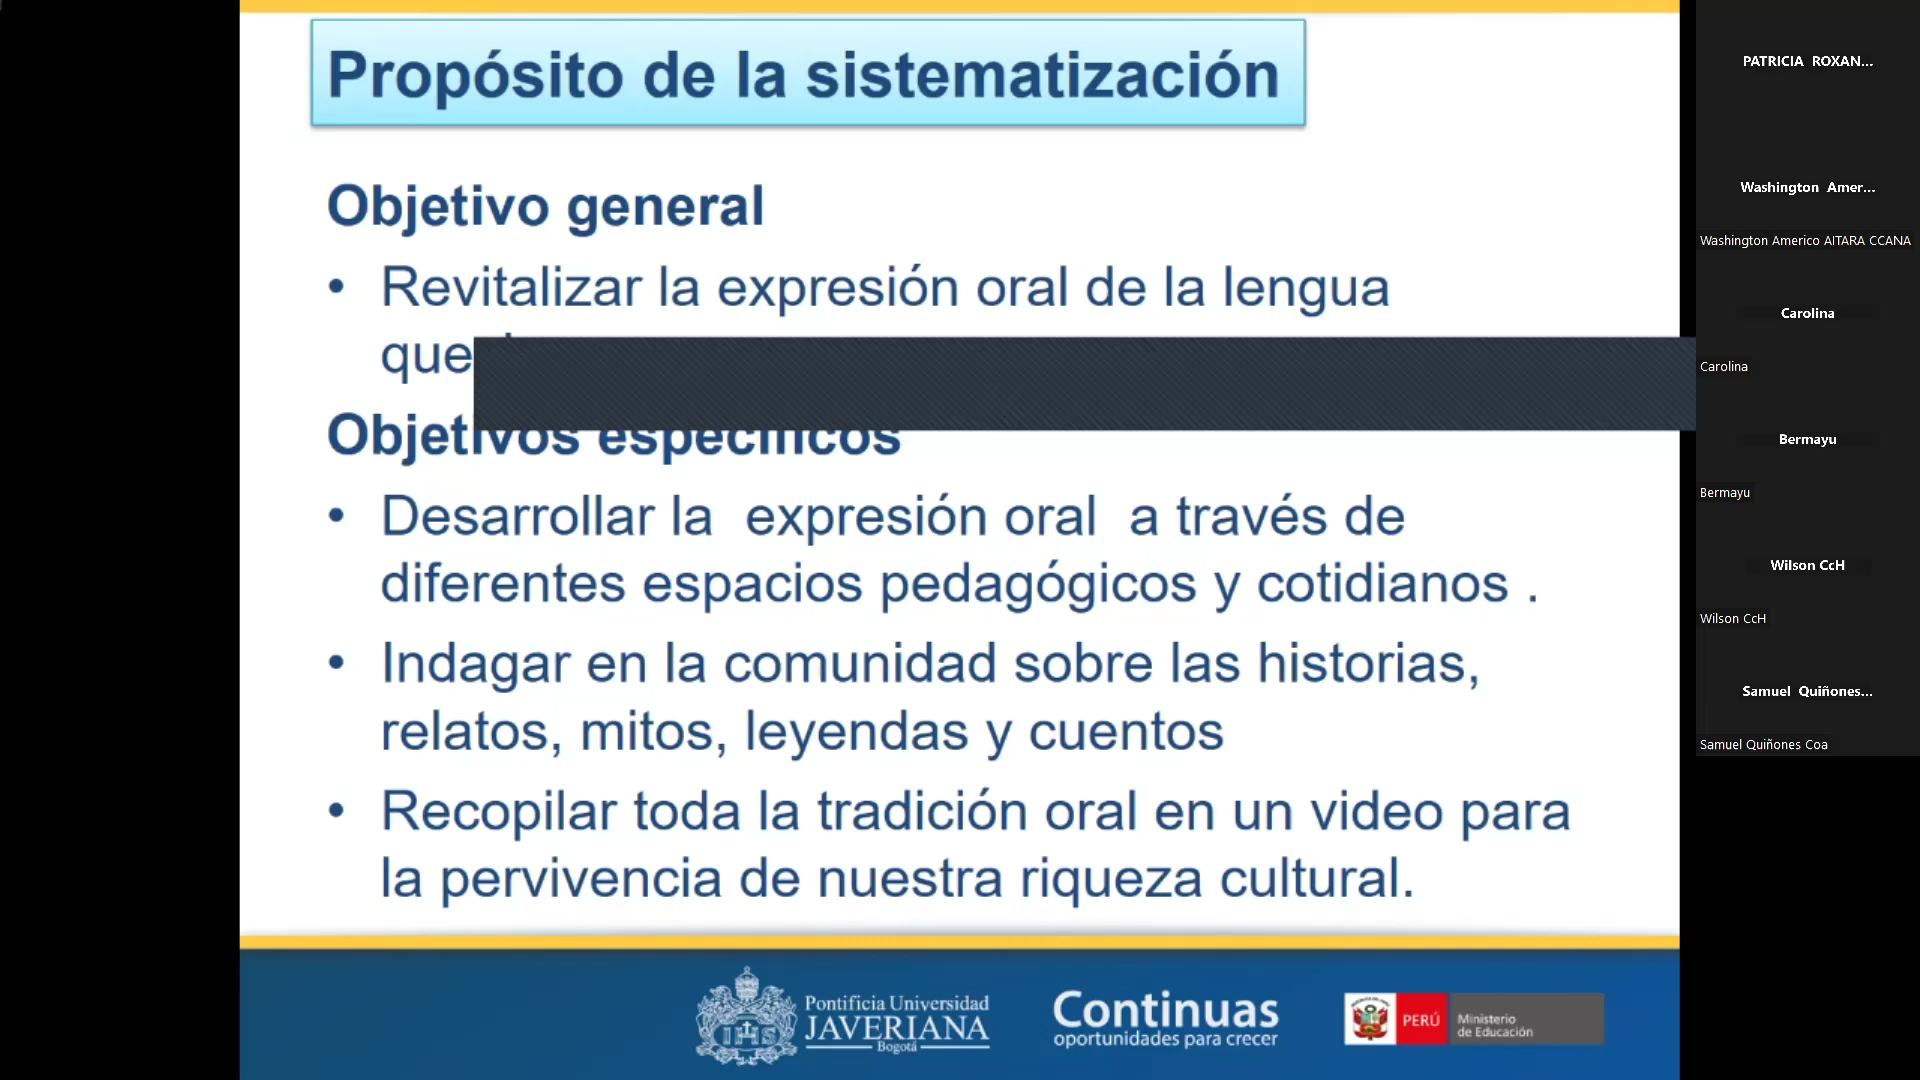 Propósito de la sistematización
Objetivo general
• Revitalizar la expresión oral de la lengua
Objetivos específicos
• Desarrollar la  expresión oral  a través de
diferentes espacios pedagógicos y cotidianos .
• Indagar en la comunidad sobre las historias,
relatos, mitos, leyendas y cuentos
• Recopilar toda la tradición oral en un video para
la pervivencia de nuestra riqueza cultural.
Pontificia Universidad
JAVERIANA
Bogotá
Continuas
oportunidades para crecer
PERÚ
Ministerio
de Educación
PATRICIA ROXAN...
Washington Amer...
Washington Americo AITARA CCANA
Carolina
Carolina
Bermayu
Bermayu
Wilson CcH
Wilson CcH
Samuel Quiñones...
Samuel Quiñones Coa